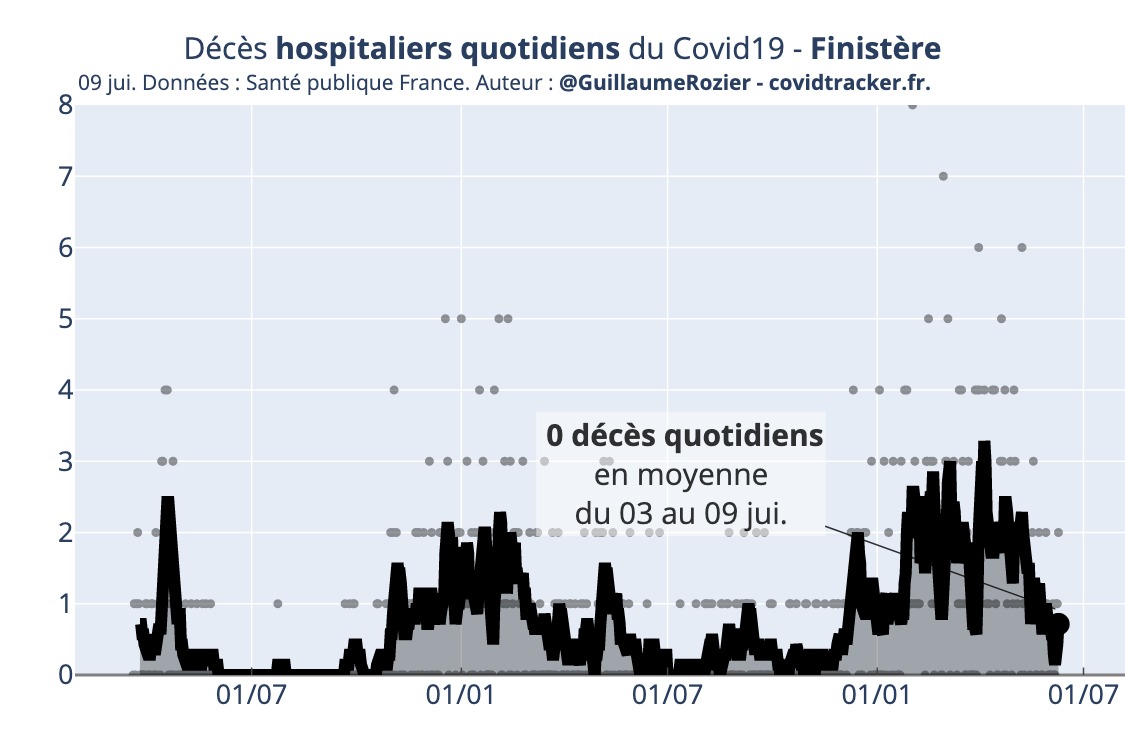 Décès hospitaliers quotidiens du Covid19 - Finistère
09 jui. Données : Santé publique France. Auteur : @GuillaumeRozier - covidtracker.fr.
8
7
6
5
4
3
2
1
0
0 décès quotidiens
en moyenne
du 03 au 09 jui.
01/07 01/01 01/07 01/01 01/07